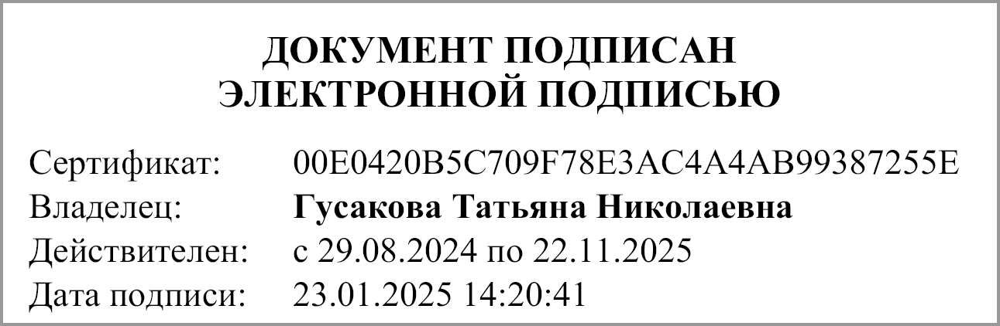 ДОКУМЕНТ ПОДПИСАН
ЭЛЕКТРОННОЙ ПОДПИСЬЮ
Сертификат: 00E0420B5C709F78E3AC4A4AB99387255E
Владелец: Гусакова Татьяна Николаевна
Действителен: с 29.08.2024 по 22.11.2025
Дата подписи: 23.01.2025 14:20:41